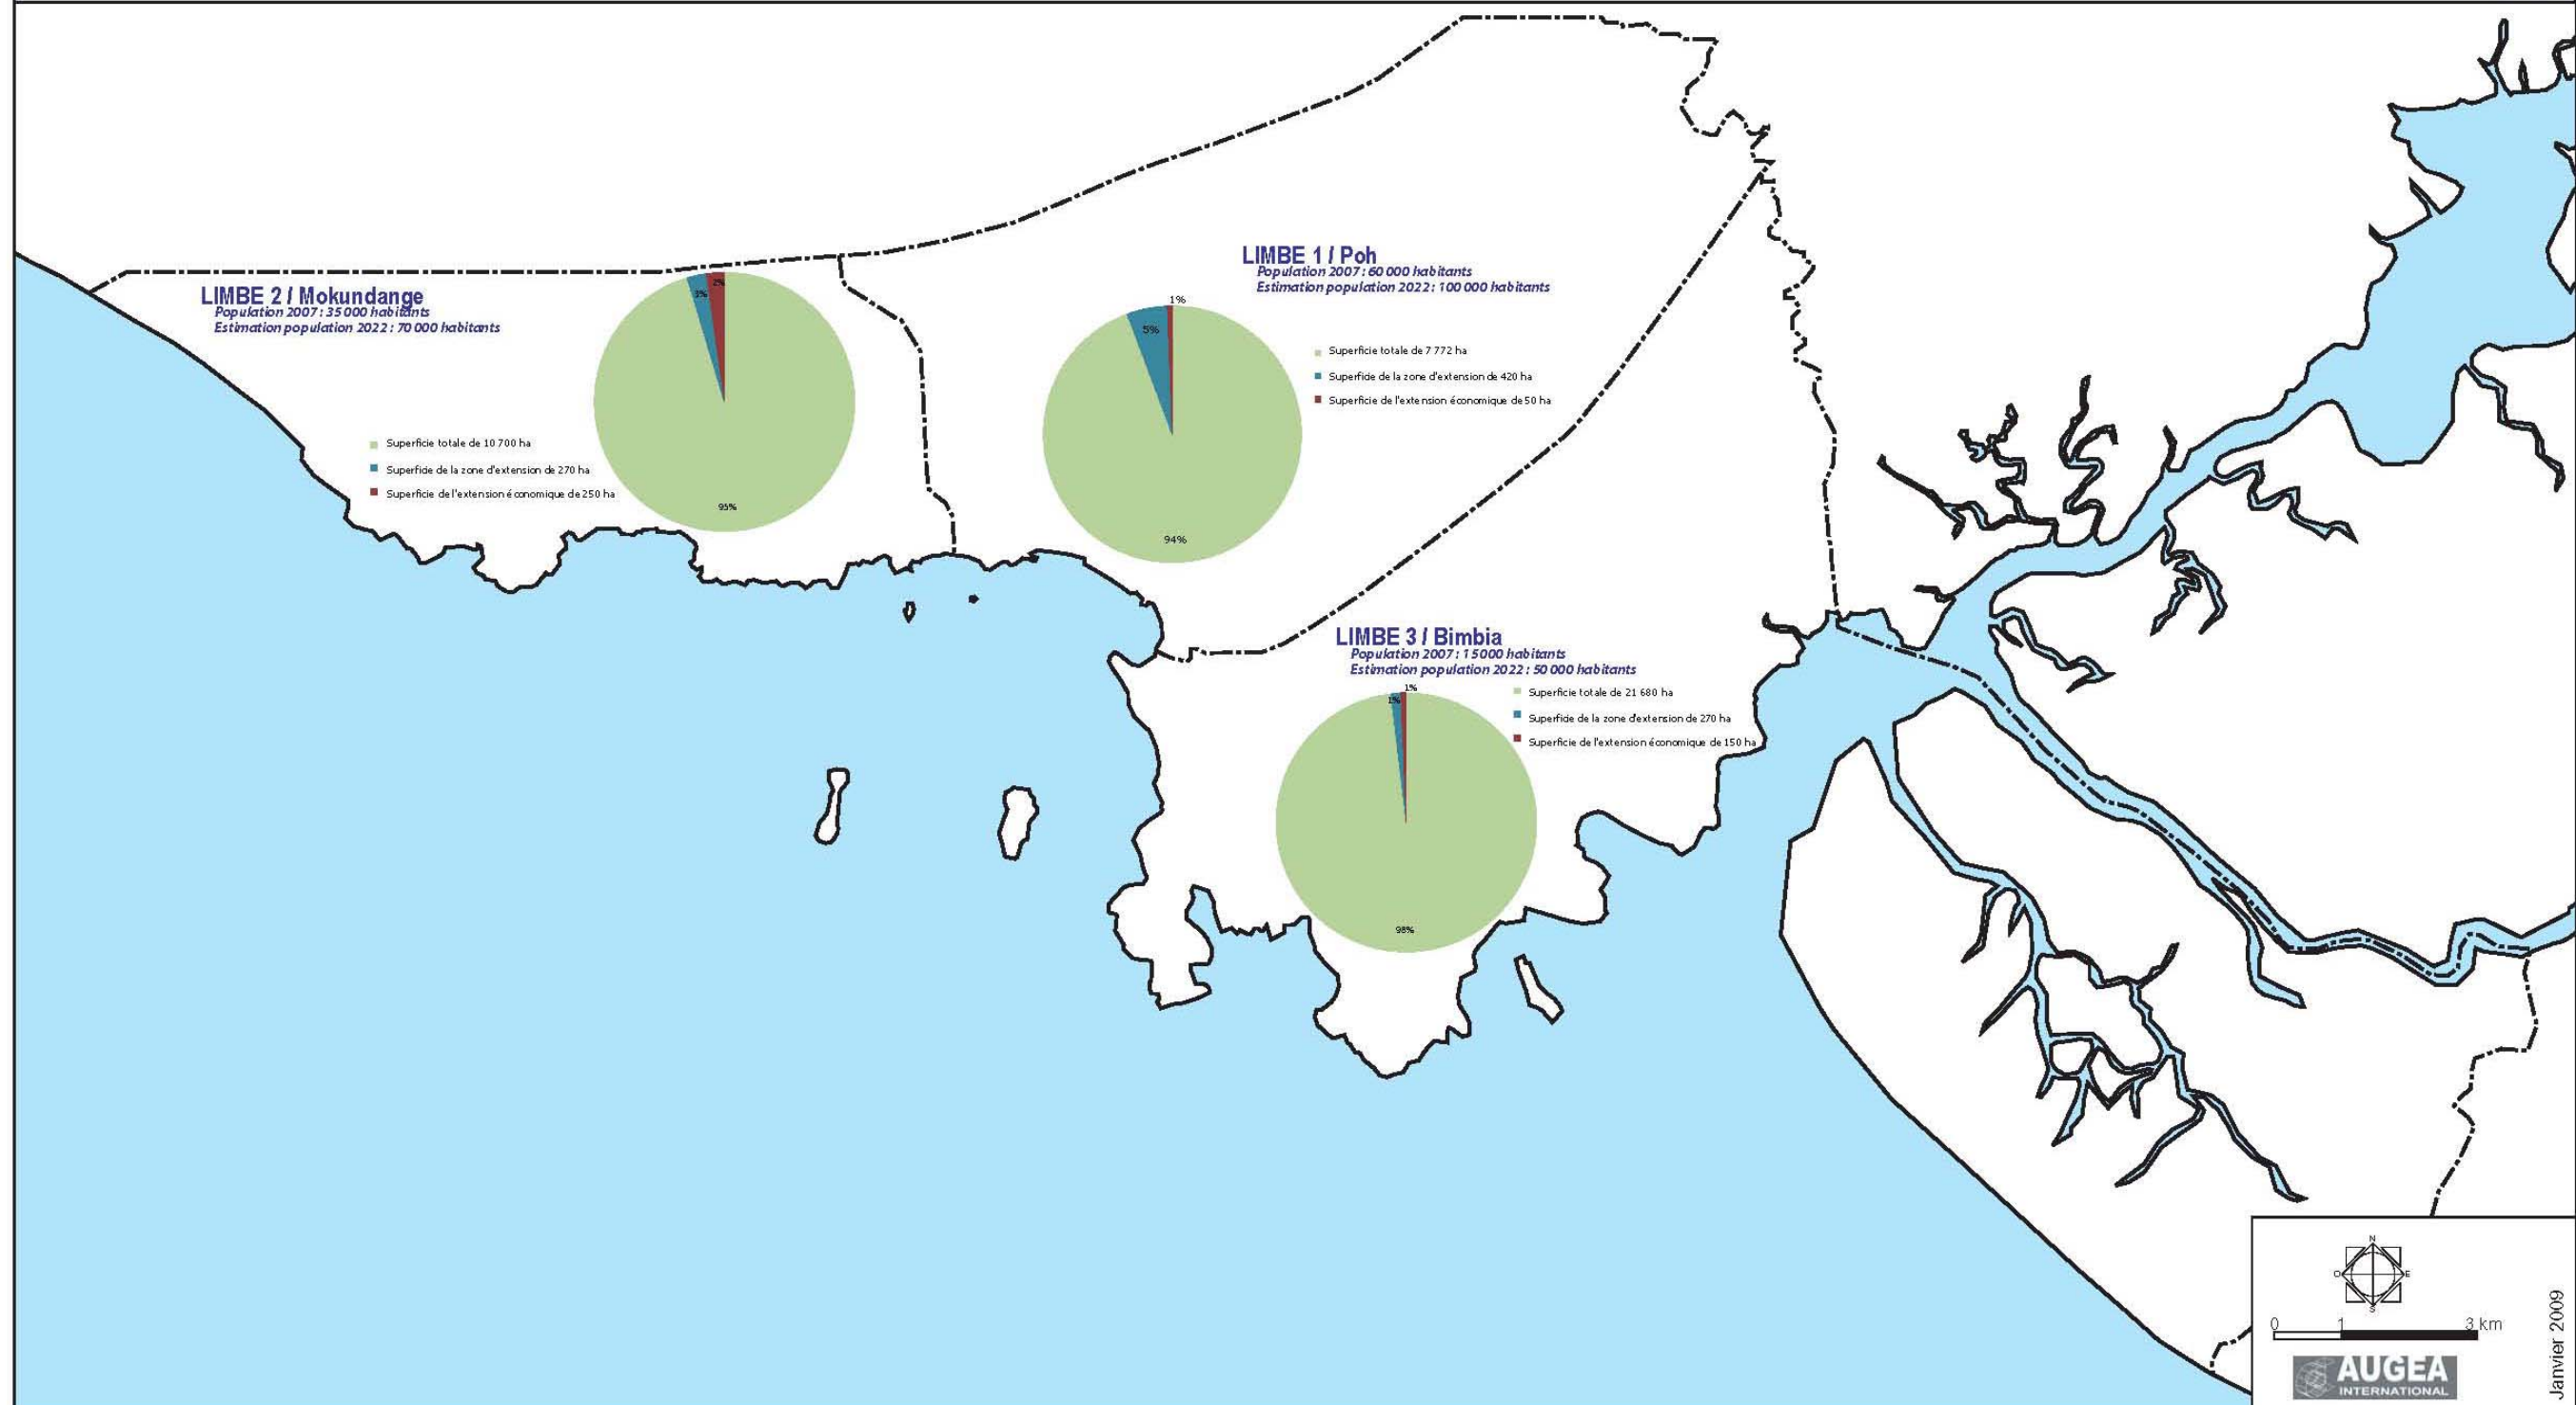 LIMBE 2 / Mokundange
Population 2007 : 35 000 habitants
Estimation population 2022 : 70 000 habitants
3%
2%
95%
Superficie totale de 10 700 ha
Superficie de la zone d'extension de 270 ha
Superficie de l'extension économique de 250 ha
LIMBE 1 / Poh
Population 2007 : 60 000 habitants
Estimation population 2022 : 100 000 habitants
1%
5%
94%
Superficie totale de 7 772 ha
Superficie de la zone d'extension de 420 ha
Superficie de l'extension économique de 50 ha
LIMBE 3 / Bimbia
Population 2007 : 15 000 habitants
Estimation population 2022 : 50 000 habitants
1%
1%
98%
Superficie totale de 21 680 ha
Superficie de la zone d'extension de 270 ha
Superficie de l'extension économique de 150 ha
N
O
E
S
0 1 3 km
AUGEA
INTERNATIONAL
Janvier 2009